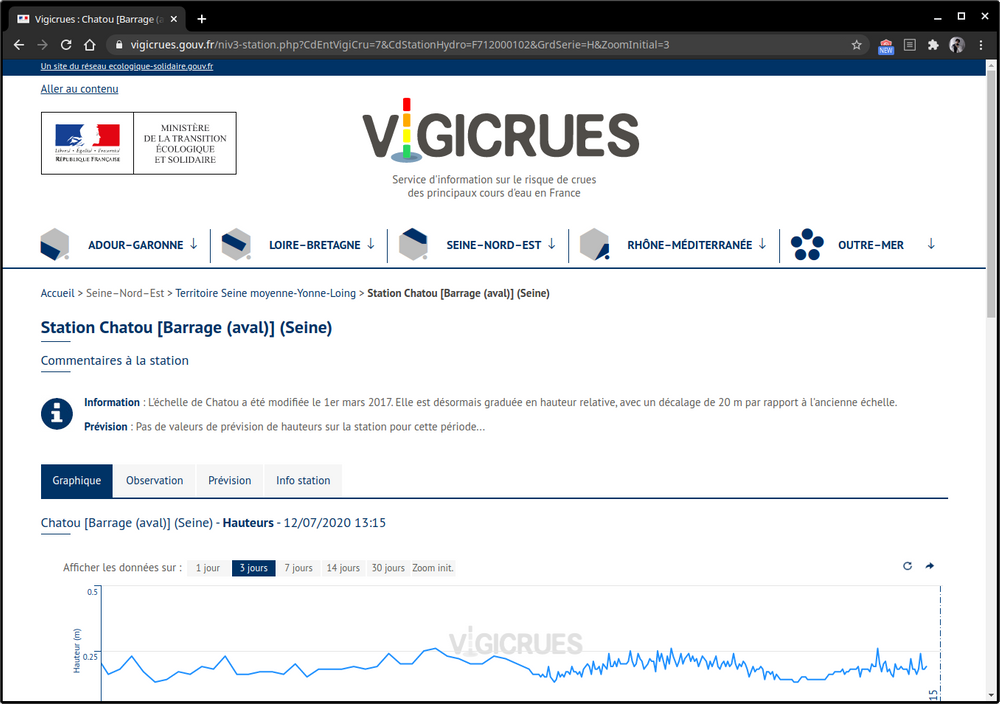 Vigicrues : Chatou [Barrage (a
vigicrues.gouv.fr/niv3-station.php?CdEntVigiCru=7&CdStationHydro=F712000102&GrdSerie=H&ZoomInitial=3
NEW
Un site du réseau ecologique-solidaire.gouv.fr
Aller au contenu
Liberté • Égalité • Fraternité
RÉPUBLIQUE FRANÇAISE
MINISTÈRE
DE LA TRANSITION
ÉCOLOGIQUE
ET SOLIDAIRE
VIGICRUES
Service d'information sur le risque de crues
des principaux cours d'eau en France
ADOUR−GARONNE ↓
LOIRE−BRETAGNE ↓
SEINE−NORD−EST ↓
RHÔNE−MÉDITERRANÉE ↓
OUTRE−MER ↓
Accueil > Seine−Nord−Est > Territoire Seine moyenne-Yonne-Loing > Station Chatou [Barrage (aval)] (Seine)
Station Chatou [Barrage (aval)] (Seine)
Commentaires à la station
Information : L'échelle de Chatou a été modifiée le 1er mars 2017. Elle est désormais graduée en hauteur relative, avec un décalage de 20 m par rapport à l'ancienne échelle.
Prévision : Pas de valeurs de prévision de hauteurs sur la station pour cette période...
Graphique Observation Prévision Info station
Chatou [Barrage (aval)] (Seine) - Hauteurs - 12/07/2020 13:15
Afficher les données sur : 1 jour 3 jours 7 jours 14 jours 30 jours Zoom init.
0.5
Hauteur (m)
0.25
VIGICRUES
15